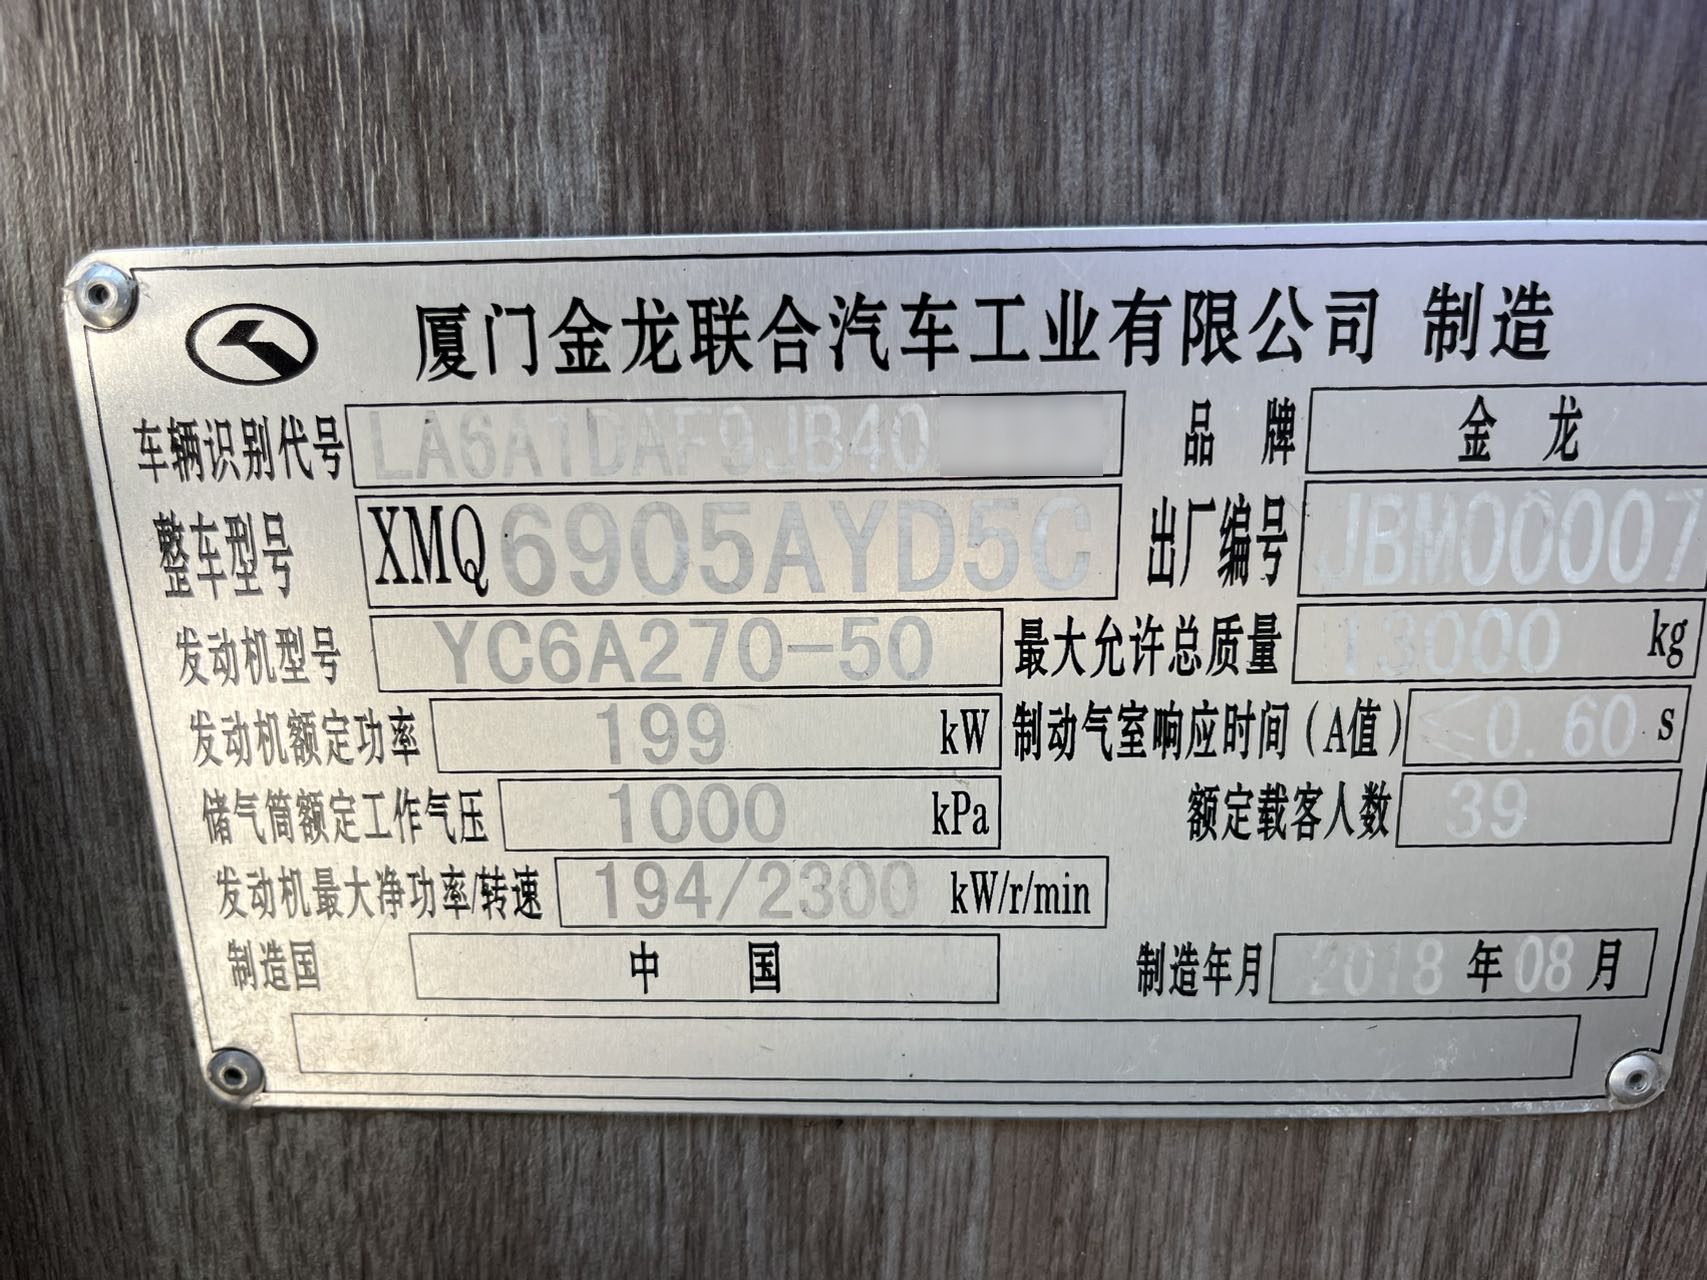 厦门金龙联合汽车工业有限公司 制造
车辆识别代号 LA6A1DAF9JB40 品牌 金龙
整车型号 XMQ6905AYD5C 出厂编号 JBM00007
发动机型号 YC6A270-50 最大允许总质量 13000 kg
发动机额定功率 199 kW 制动气室响应时间(A值) ≤0.60 s
储气筒额定工作气压 1000 kPa 额定载客人数 39
发动机最大净功率/转速 194/2300 kW/r/min
制造国 中国 制造年月 2018 年 08 月